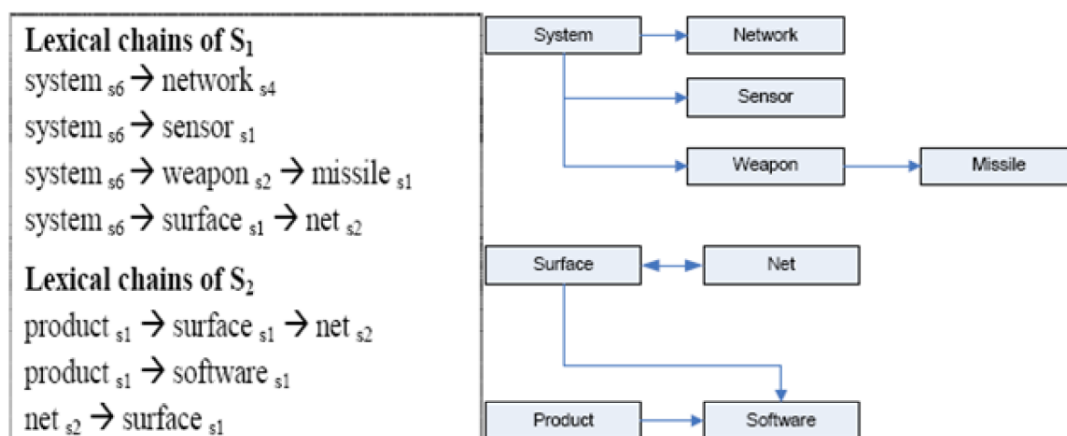 Lexical chains of S1
system s6 → network s4
system s6 → sensor s1
system s6 → weapon s2 → missile s1
system s6 → surface s1 → net s2
Lexical chains of S2
product s1 → surface s1 → net s2
product s1 → software s1
net s2 → surface s1
System
Network
Sensor
Weapon
Missile
Surface
Net
Product
Software